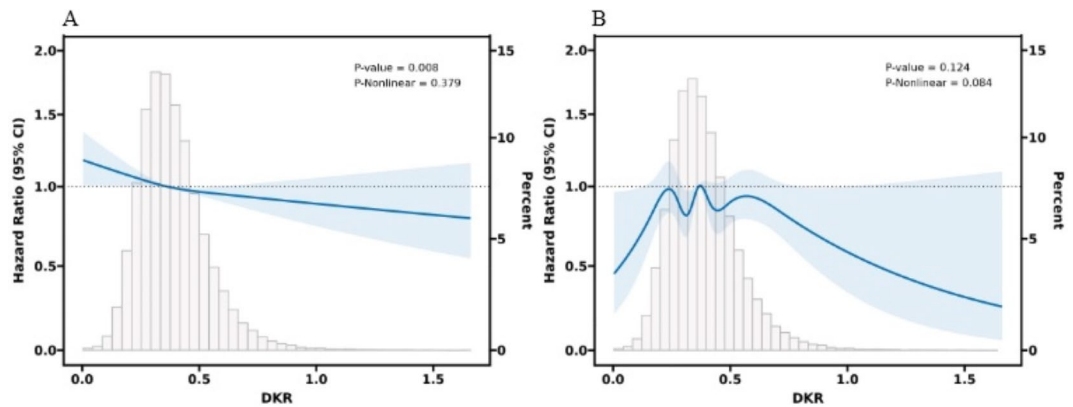 A
P-value = 0.008
P-Nonlinear = 0.379
Hazard Ratio (95% CI)
2.0
1.5
1.0
0.5
0.0
15
10
5
0
Percent
0.0 0.5 1.0 1.5
DKR
B
P-value = 0.124
P-Nonlinear = 0.084
Hazard Ratio (95% CI)
2.0
1.5
1.0
0.5
0.0
15
10
5
0
Percent
0.0 0.5 1.0 1.5
DKR